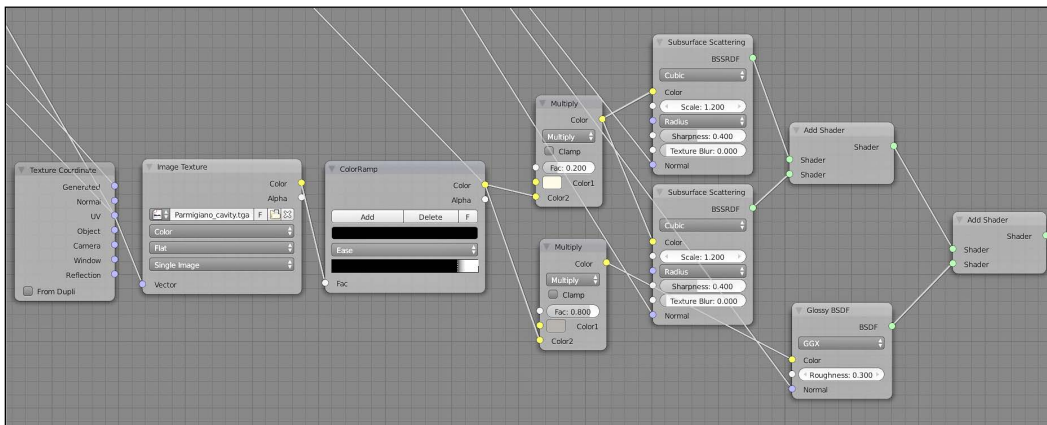 Texture Coordinate
Generated
Normal
UV
Object
Camera
Window
Reflection
From Dupli
Image Texture
Color
Alpha
Parmigiano_cavity.tga F
Color
Flat
Single Image
Vector
ColorRamp
Color
Alpha
Add Delete F
Ease
Fac
Multiply
Color
Multiply
Clamp
Fac: 0.200
Color1
Color2
Multiply
Color
Multiply
Clamp
Fac: 0.800
Color1
Color2
Subsurface Scattering
BSSRDF
Cubic
Color
Scale: 1.200
Radius
Sharpness: 0.400
Texture Blur: 0.000
Normal
Subsurface Scattering
BSSRDF
Cubic
Color
Scale: 1.200
Radius
Sharpness: 0.400
Texture Blur: 0.000
Normal
Add Shader
Shader
Shader
Shader
Glossy BSDF
BSDF
GGX
Color
Roughness: 0.300
Normal
Add Shader
Shader
Shader
Shader